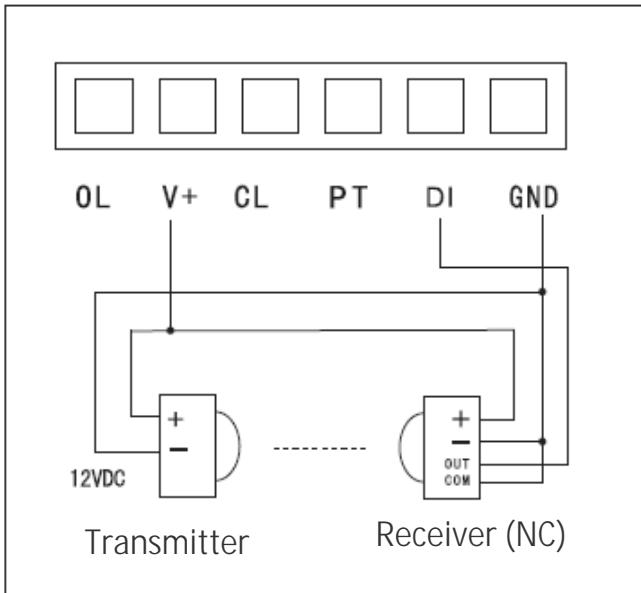 OL V+ CL PT DI GND
+ +
− −
OUT
12VDC COM
Transmitter Receiver (NC)